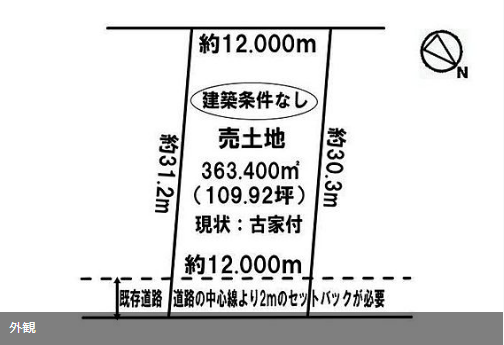 約12.000m
N
建築条件なし
売土地
約31.2m
約30.3m
363.400㎡
（109.92坪）
現状：古家付
約12.000m
既存道路
道路の中心線より2mのセットバックが必要
外観